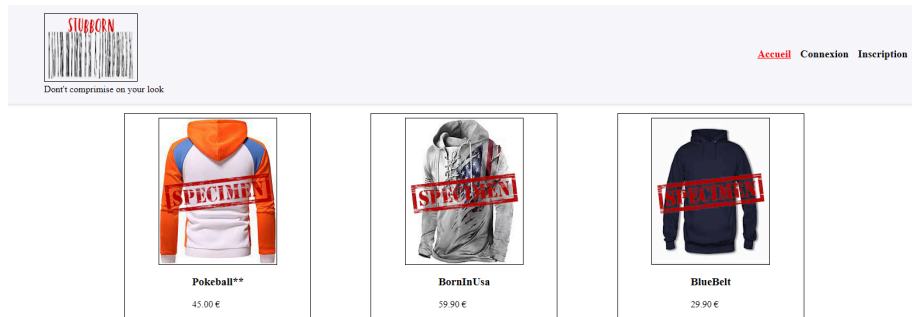 STUBBORN
Dont't comprimise on your look
Accueil Connexion Inscription
SPECIMEN SPECIMEN SPECIMEN
Pokeball** BornInUsa BlueBelt
45.00 € 59.90 € 29.90 €